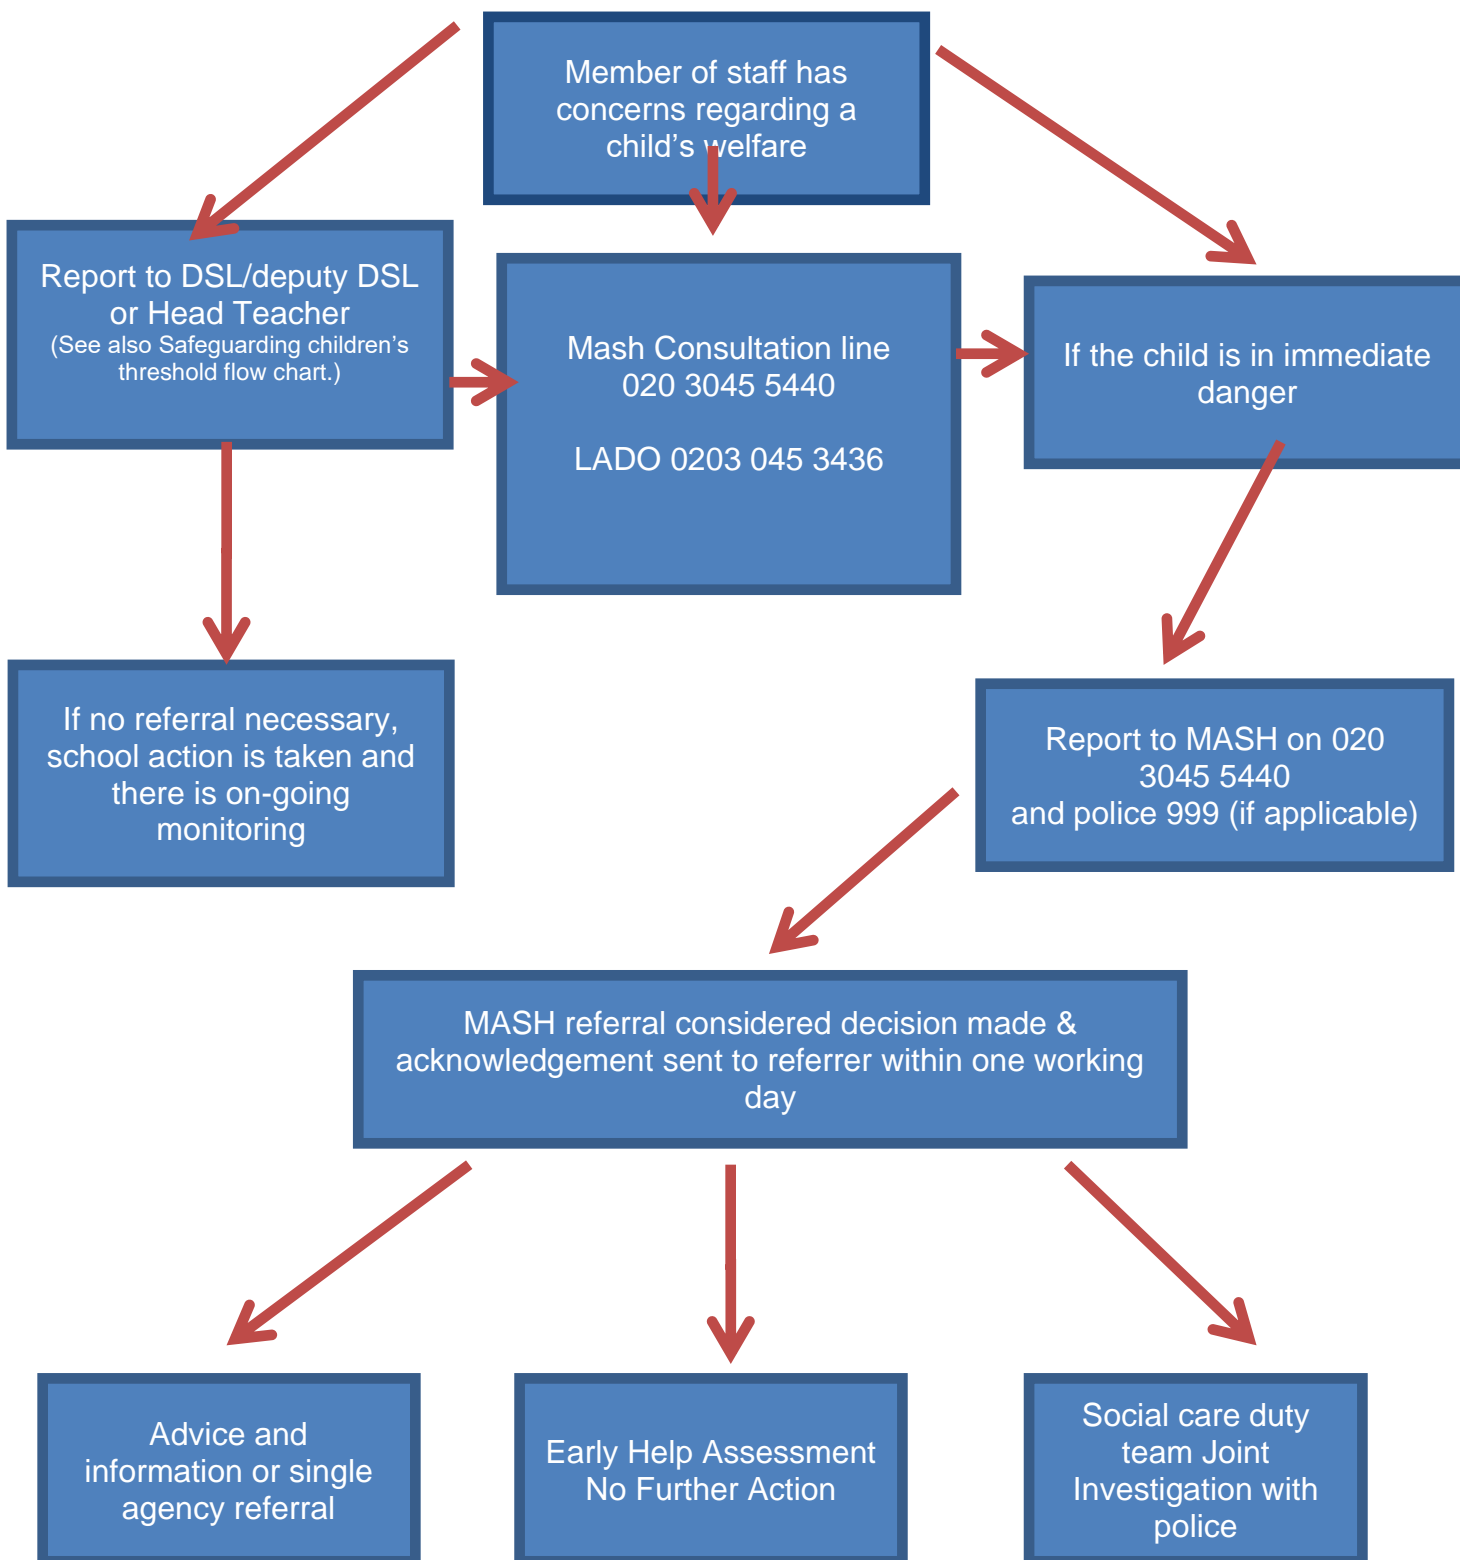 Member of staff has
concerns regarding a
child’s welfare
Report to DSL/deputy DSL
or Head Teacher
(See also Safeguarding children’s
threshold flow chart.)
Mash Consultation line
020 3045 5440
LADO 0203 045 3436
If the child is in immediate
danger
If no referral necessary,
school action is taken and
there is on-going
monitoring
Report to MASH on 020
3045 5440
and police 999 (if applicable)
MASH referral considered decision made &
acknowledgement sent to referrer within one working
day
Advice and
information or single
agency referral
Early Help Assessment
No Further Action
Social care duty
team Joint
Investigation with
police